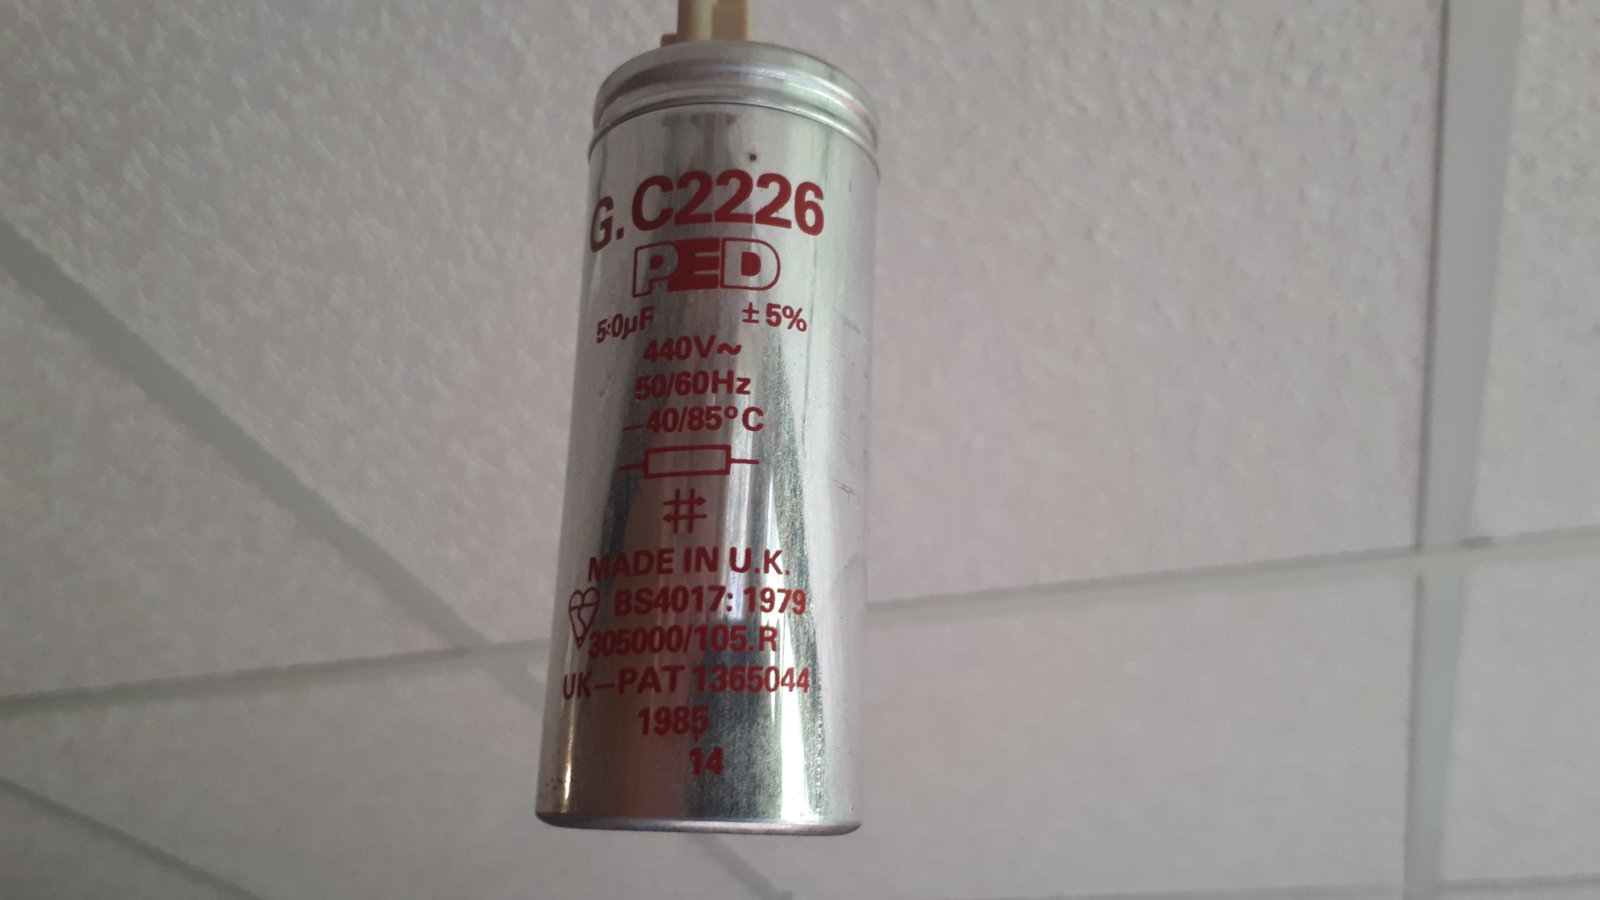 G.C2226
PED
5·0µF ±5%
440V~
50/60Hz
—40/85°C
MADE IN U.K.
BS4017: 1979
305000/105.R
UK—PAT 1365044
1985
14